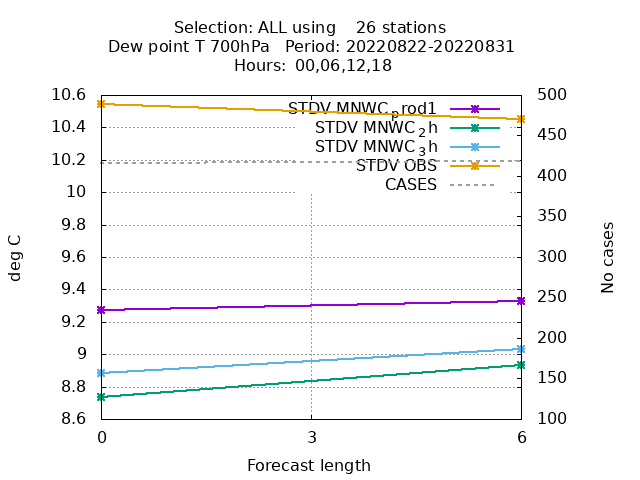 Selection: ALL using    26 stations
Dew point T 700hPa   Period: 20220822-20220831
Hours: 00,06,12,18
10.6
10.4
10.2
10
9.8
9.6
9.4
9.2
9
8.8
8.6
500
450
400
350
300
250
200
150
100
STDV MNWCprod1
STDV MNWC2h
STDV MNWC3h
STDV OBS
CASES
deg C
No cases
0
3
6
Forecast length